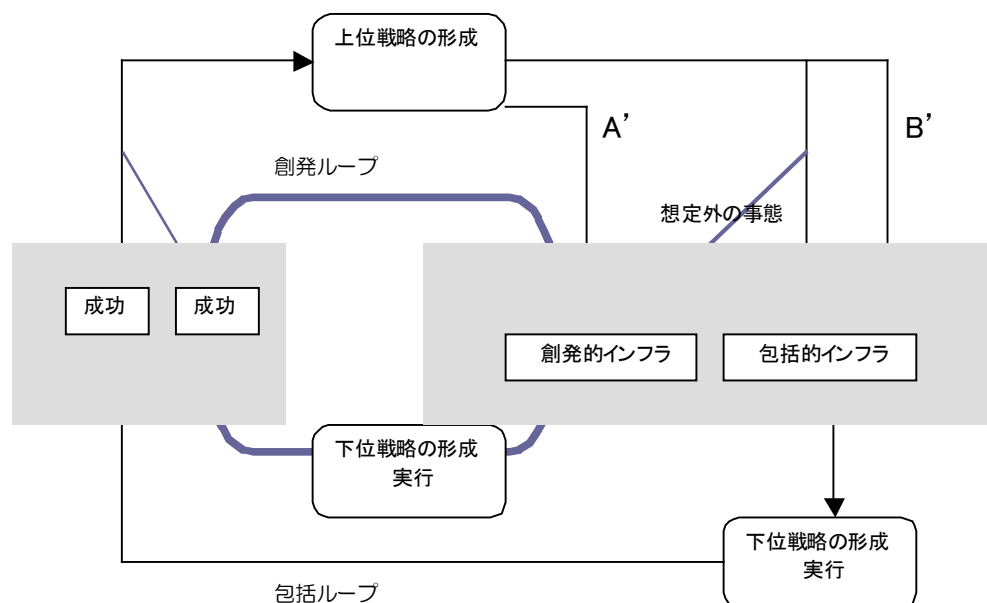 上位戦略の形成
A’
B’
創発ループ
想定外の事態
成功
成功
創発的インフラ
包括的インフラ
下位戦略の形成
実行
下位戦略の形成
実行
包括ループ